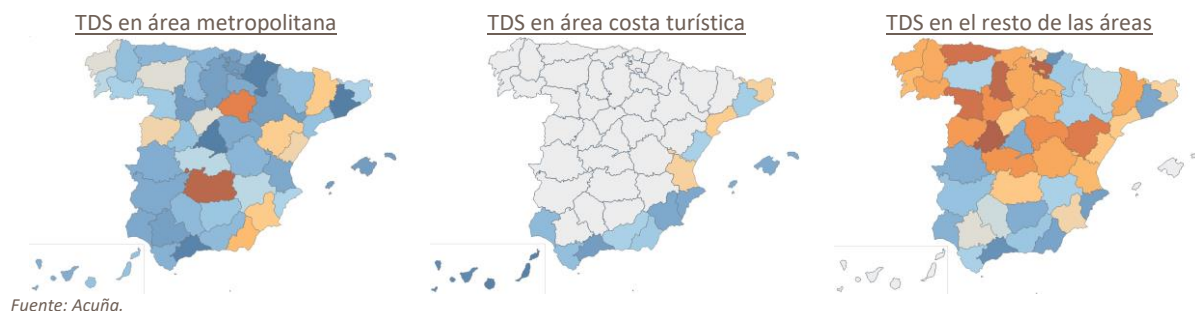 TDS en área metropolitana
TDS en área costa turística
TDS en el resto de las áreas
Fuente: Acuña.